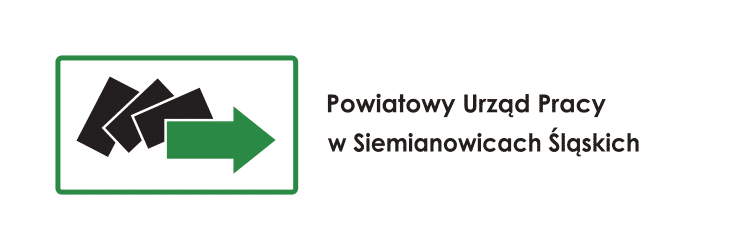 Powiatowy Urząd Pracy
w Siemianowicach Śląskich